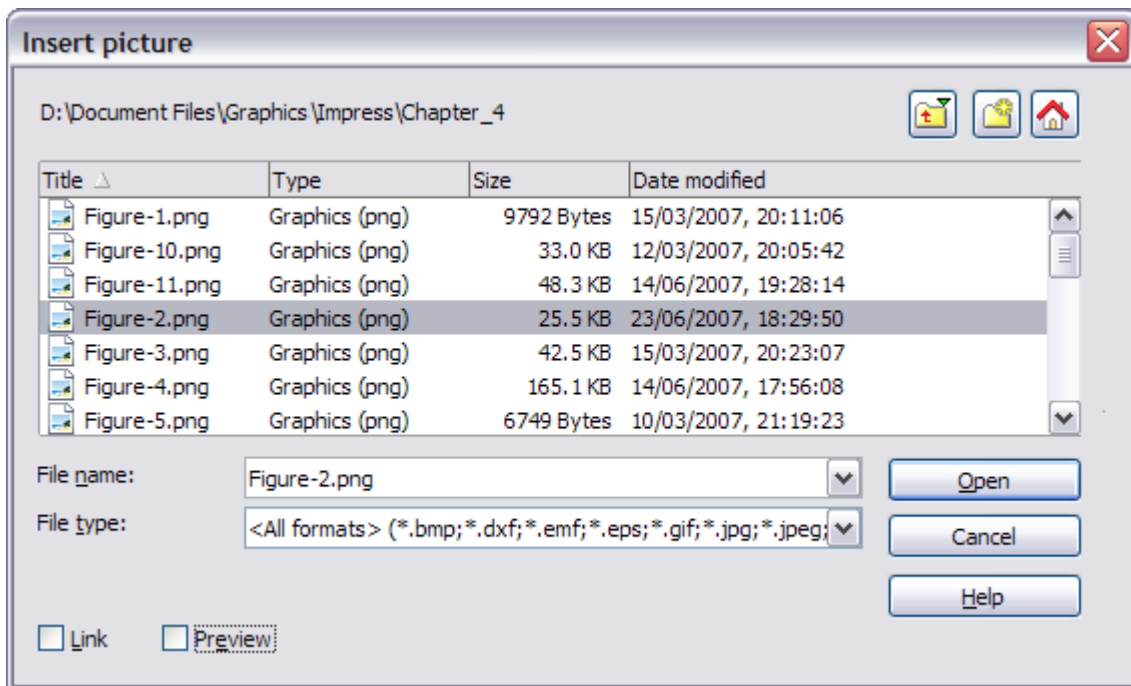 Insert picture
D:\Document Files\Graphics\Impress\Chapter_4
Title Type Size Date modified
Figure-1.png Graphics (png) 9792 Bytes 15/03/2007, 20:11:06
Figure-10.png Graphics (png) 33.0 KB 12/03/2007, 20:05:42
Figure-11.png Graphics (png) 48.3 KB 14/06/2007, 19:28:14
Figure-2.png Graphics (png) 25.5 KB 23/06/2007, 18:29:50
Figure-3.png Graphics (png) 42.5 KB 15/03/2007, 20:23:07
Figure-4.png Graphics (png) 165.1 KB 14/06/2007, 17:56:08
Figure-5.png Graphics (png) 6749 Bytes 10/03/2007, 21:19:23
File name: Figure-2.png Open
File type: <All formats> (*.bmp;*.dxf;*.emf;*.eps;*.gif;*.jpg;*.jpeg; Cancel
Help
Link Preview